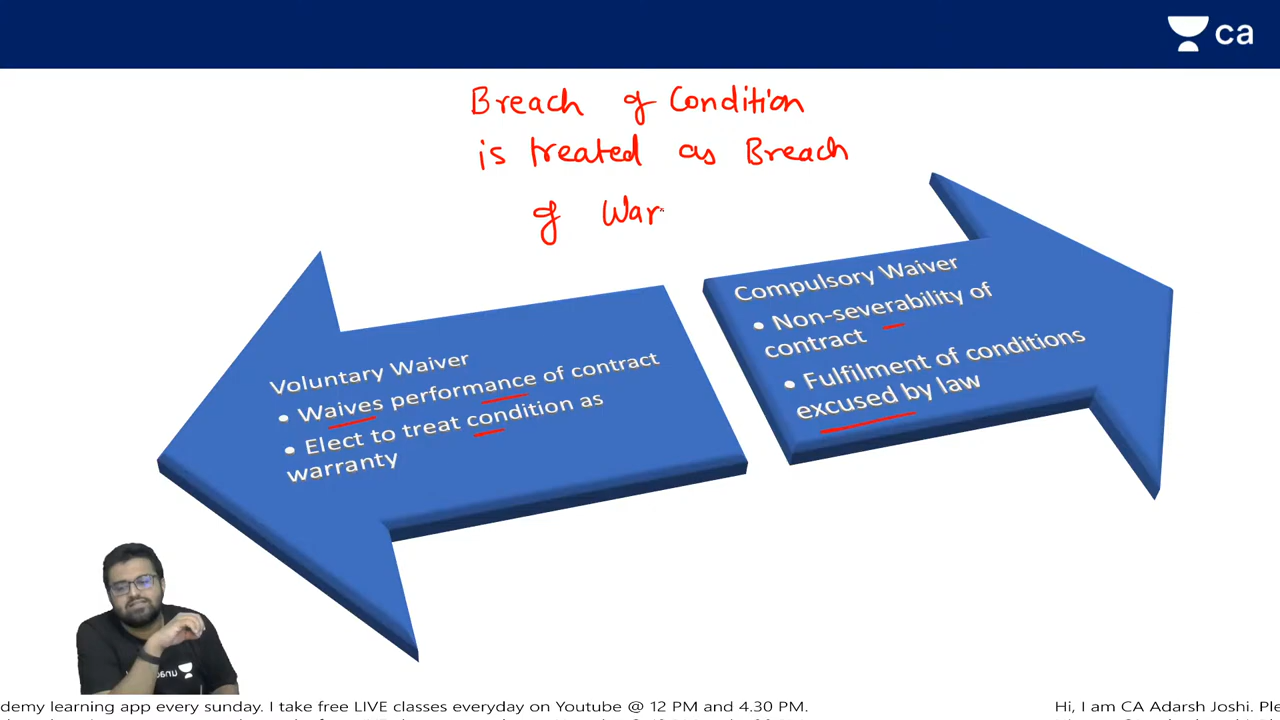 ca
Breach of Condition
is treated as Breach
of War
Voluntary Waiver
• Waives performance of contract
• Elect to treat condition as
warranty
Compulsory Waiver
• Non-severability of
contract
• Fulfilment of conditions
excused by law
unac
demy learning app every sunday. I take free LIVE classes everyday on Youtube @ 12 PM and 4.30 PM.
Hi, I am CA Adarsh Joshi. Ple